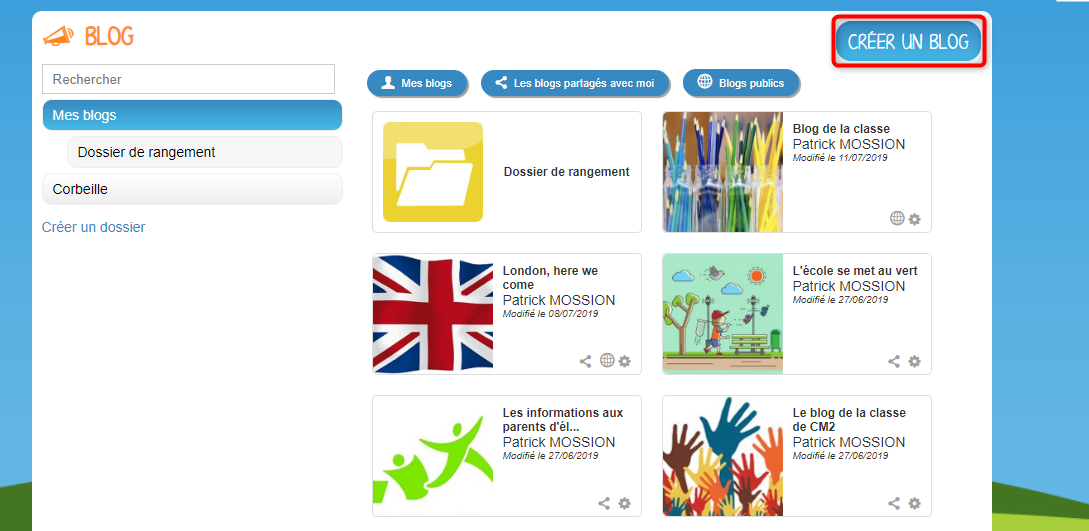 BLOG
CRÉER UN BLOG
Rechercher
Mes blogs
Dossier de rangement
Corbeille
Créer un dossier
Mes blogs
Les blogs partagés avec moi
Blogs publics
Dossier de rangement
Blog de la classe
Patrick MOSSION
Modifié le 11/07/2019
London, here we
come
Patrick MOSSION
Modifié le 08/07/2019
L'école se met au vert
Patrick MOSSION
Modifié le 27/06/2019
Les informations aux
parents d'él...
Patrick MOSSION
Modifié le 27/06/2019
Le blog de la classe
de CM2
Patrick MOSSION
Modifié le 27/06/2019